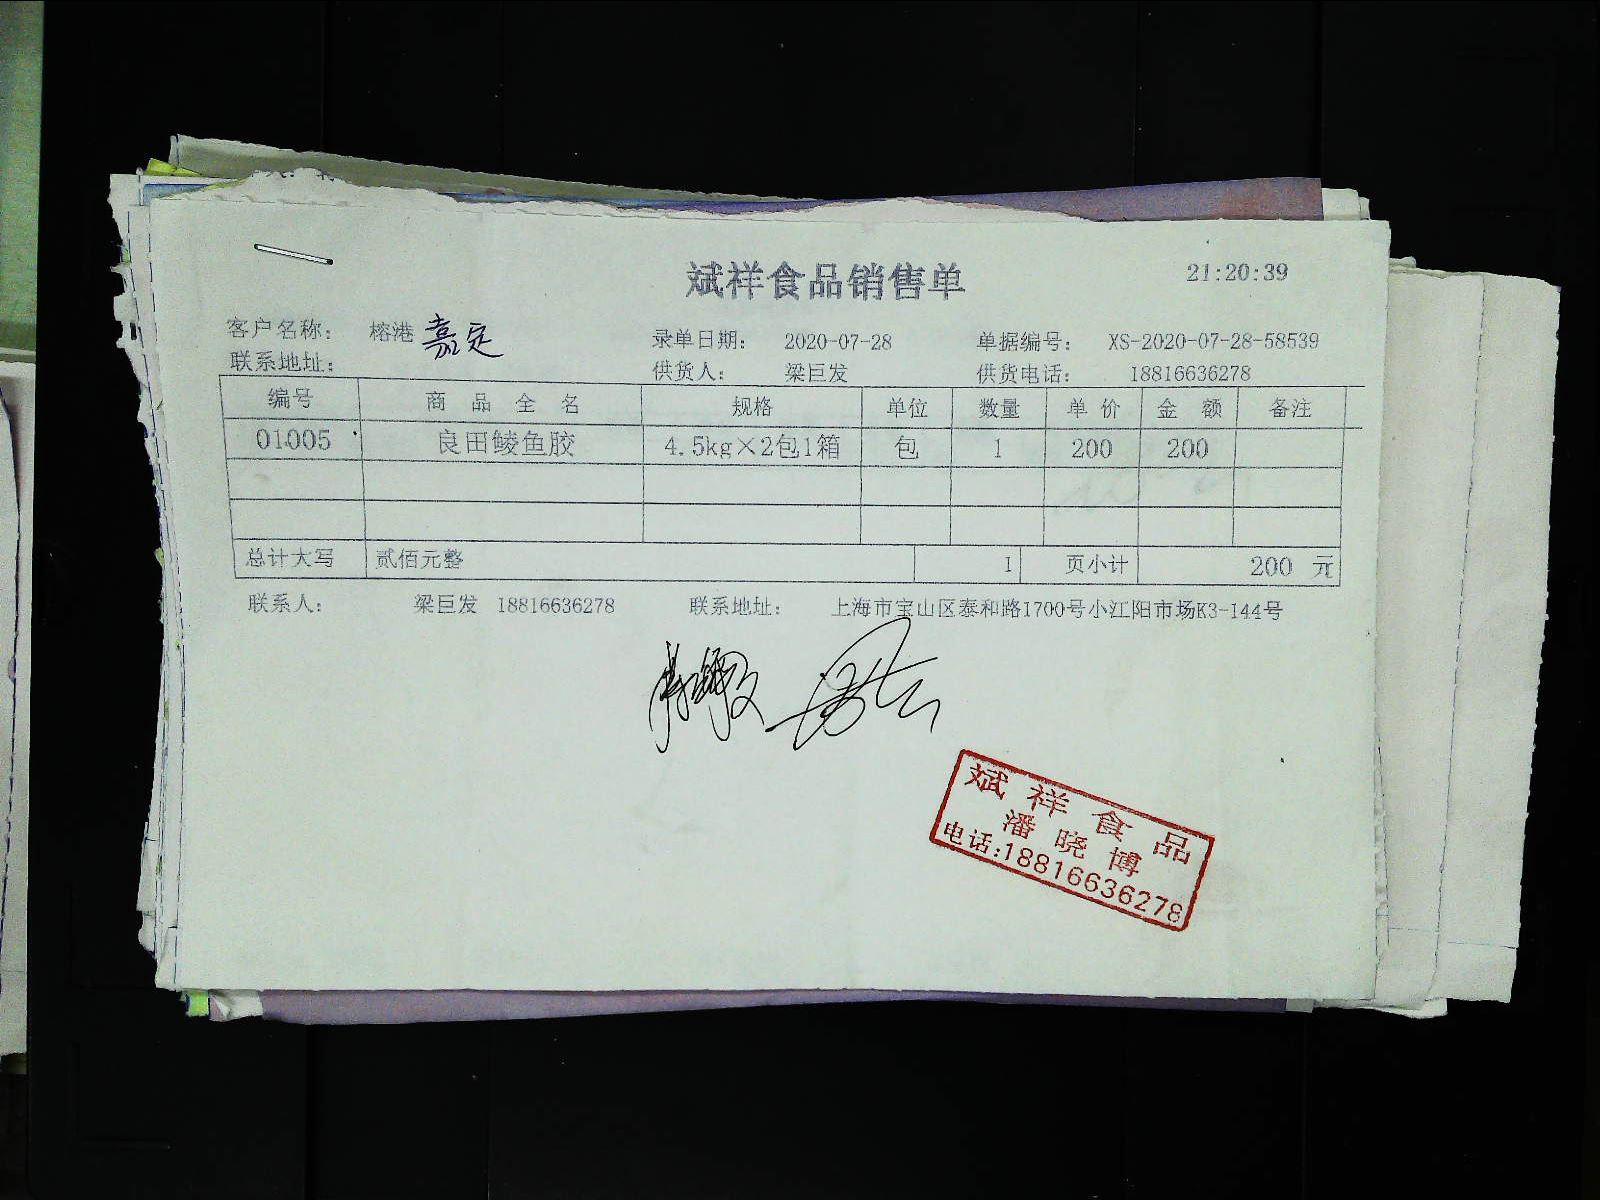 斌祥食品销售单 21:20:39
客户名称： 榕港 嘉定 录单日期： 2020-07-28 单据编号： XS-2020-07-28-58539
联系地址： 供货人： 梁巨发 供货电话： 18816636278
编号 商品全名 规格 单位 数量 单价 金额 备注
01005 良田鲮鱼胶 4.5kg×2包1箱 包 1 200 200
总计大写 贰佰元整 1 页小计 200 元
联系人： 梁巨发 18816636278 联系地址： 上海市宝山区泰和路1700号小江阳市场K3-144号
斌祥食品
潘晓博
电话:18816636278